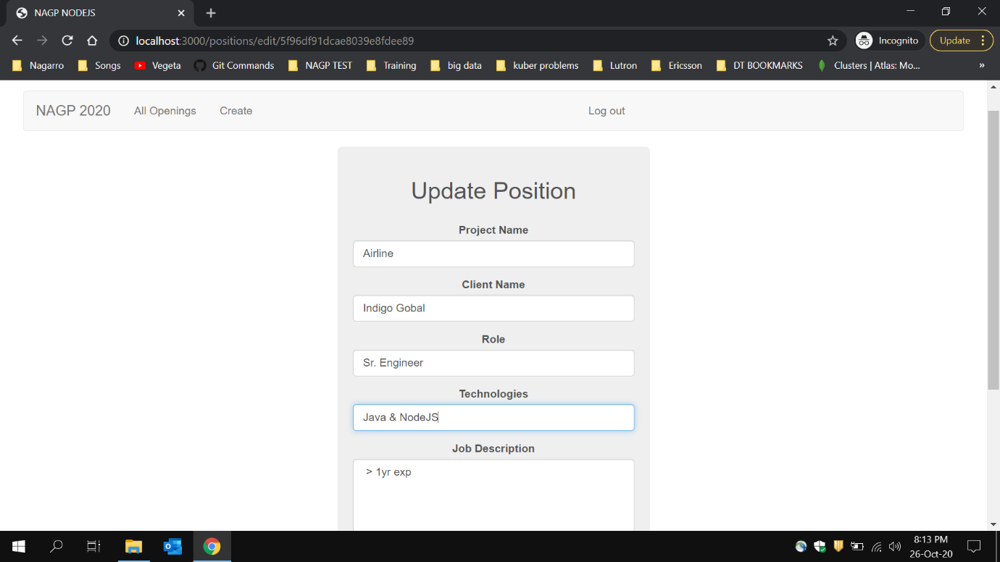 NAGP NODEJS
localhost:3000/positions/edit/5f96df91dcae8039e8fdee89
Incognito
Update
Nagarro
Songs
Vegeta
Git Commands
NAGP TEST
Training
big data
kuber problems
Lutron
Ericsson
DT BOOKMARKS
Clusters | Atlas: Mo...
»
NAGP 2020
All Openings
Create
Log out
Update Position
Project Name
Airline
Client Name
Indigo Gobal
Role
Sr. Engineer
Technologies
Java & NodeJS
Job Description
> 1yr exp
8:13 PM
26-Oct-20